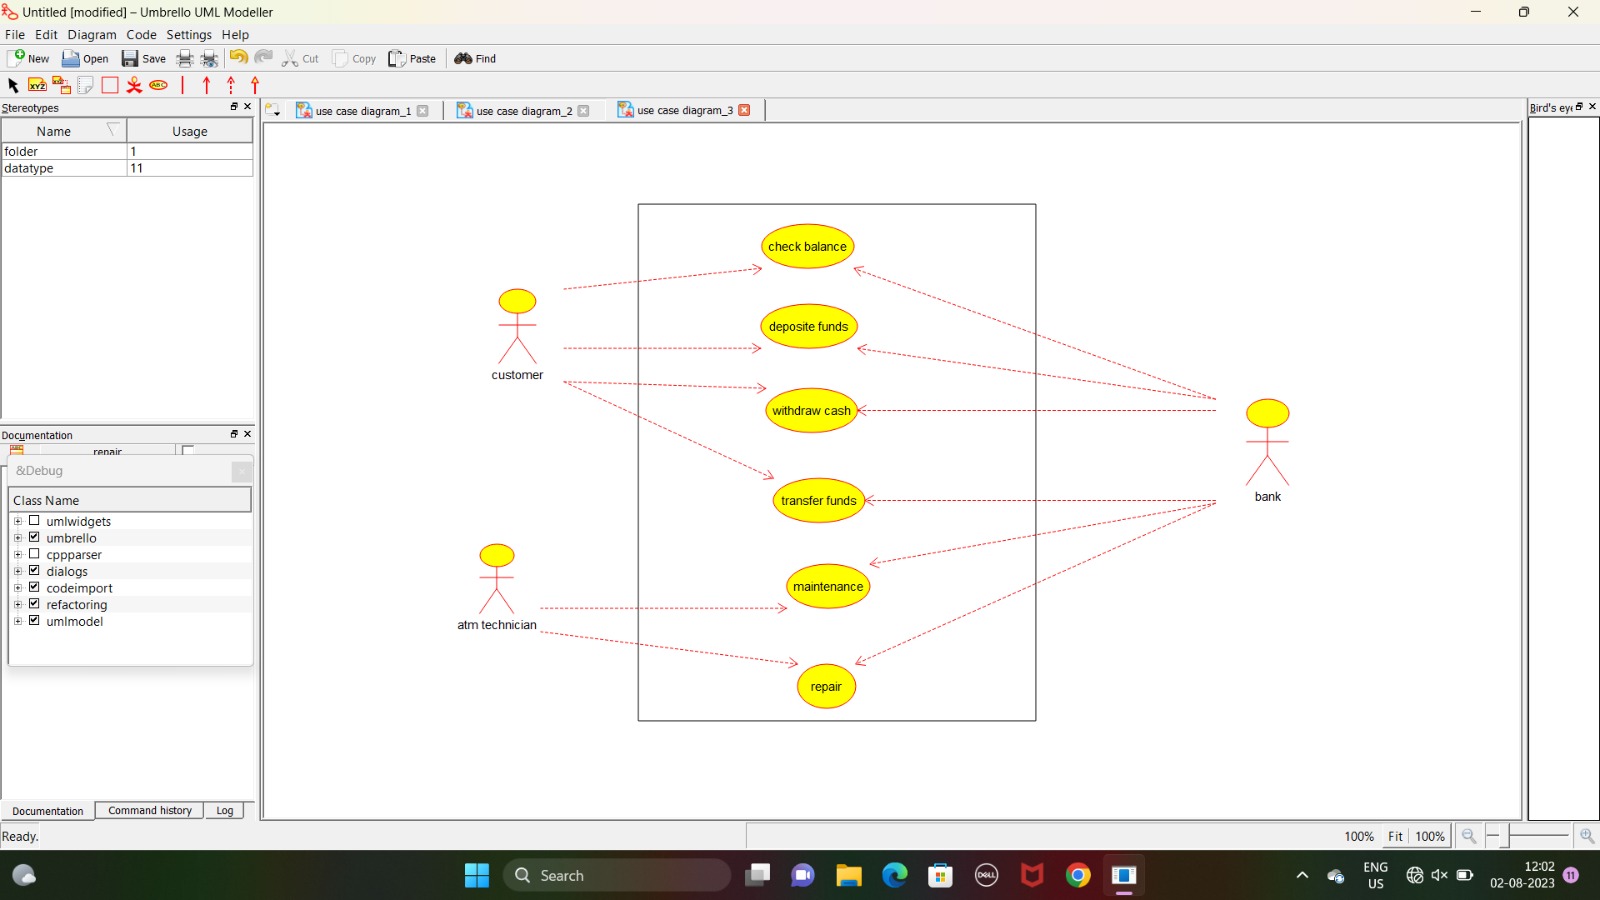 Untitled [modified] – Umbrello UML Modeller
File Edit Diagram Code Settings Help
New Open Save Cut Copy Paste Find
XYZ ABC
Stereotypes
Name Usage
folder 1
datatype 11
use case diagram_1 use case diagram_2 use case diagram_3
Bird's eye
check balance
deposite funds
customer
withdraw cash
bank
transfer funds
maintenance
atm technician
repair
Documentation
repair
&Debug
Class Name
umlwidgets
umbrello
cppparser
dialogs
codeimport
refactoring
umlmodel
Documentation Command history Log
Ready.
100% Fit 100%
Search
DELL
ENG
US
12:02
02-08-2023
11